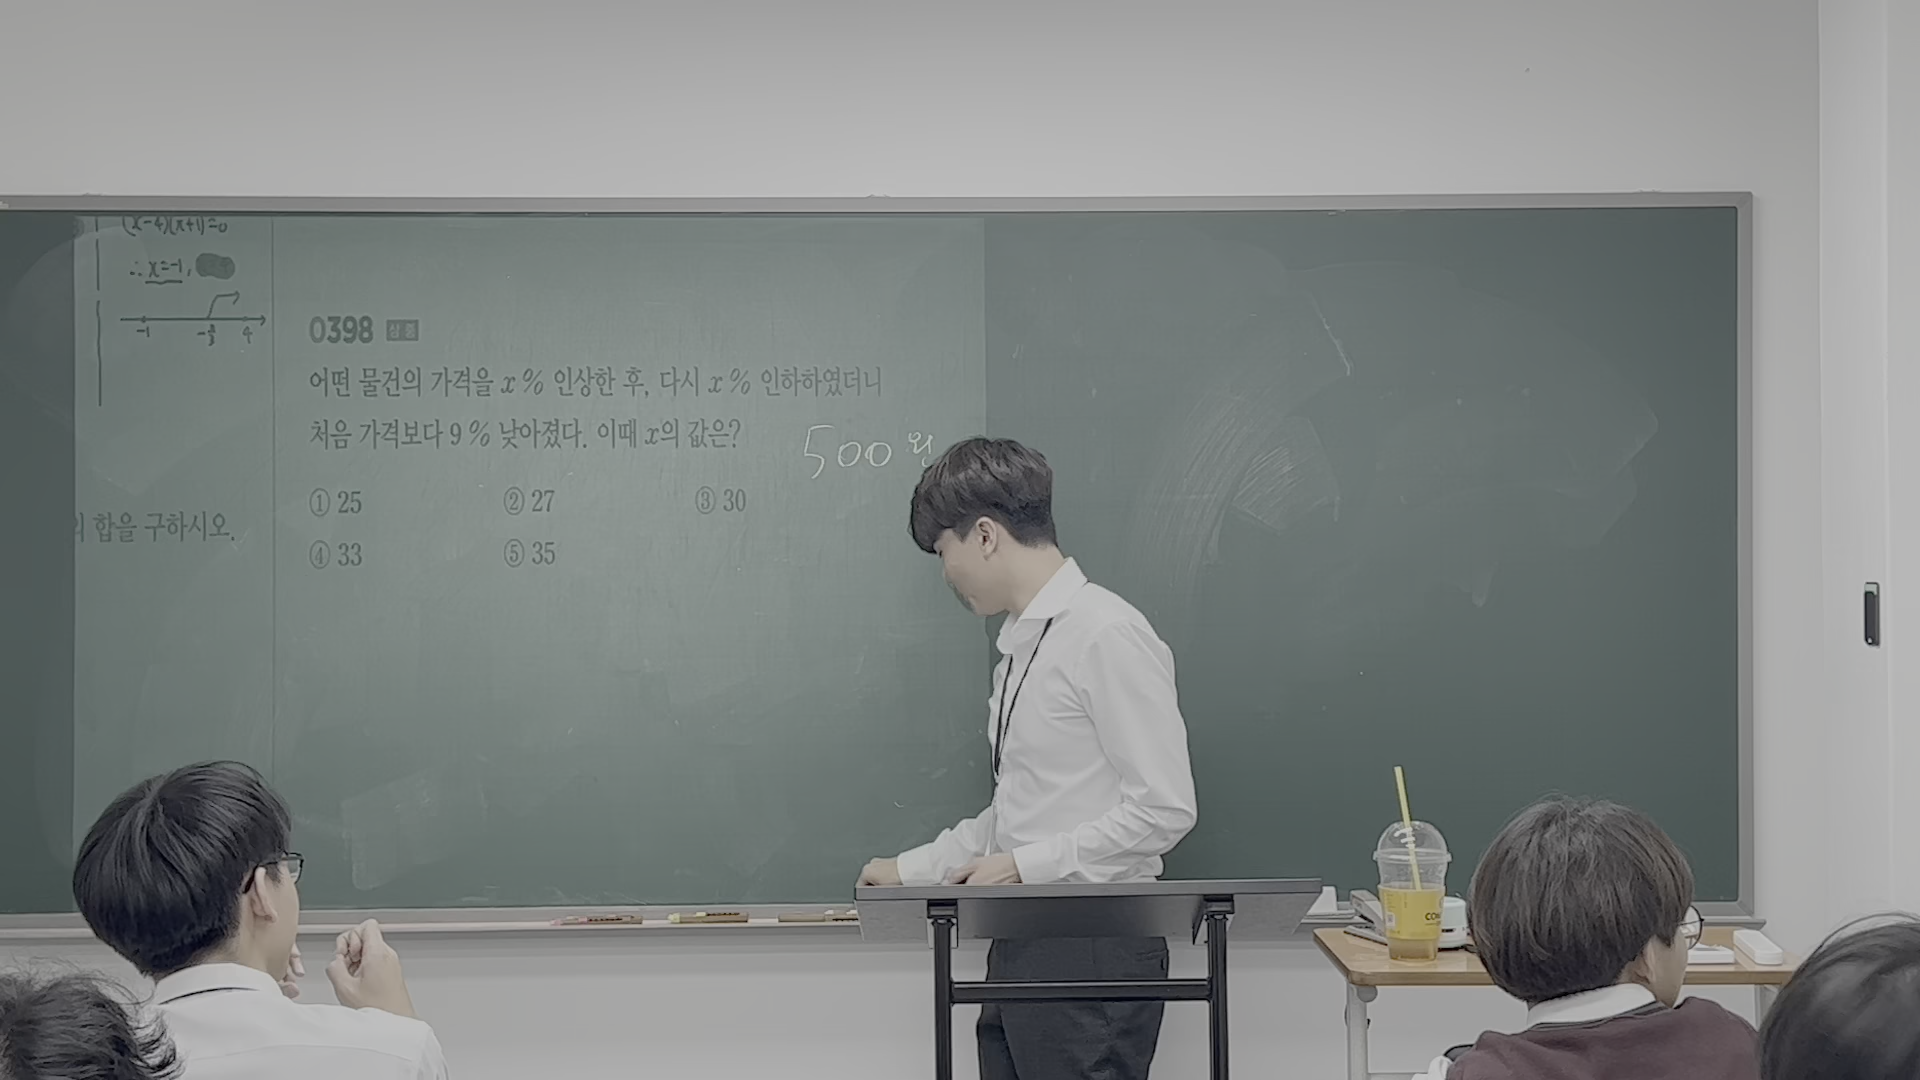 (x-4)(x+1)=0
∴ x=-1,
-1
4
의 합을 구하시오.
0398 상 중
어떤 물건의 가격을 x % 인상한 후, 다시 x % 인하하였더니
처음 가격보다 9 % 낮아졌다. 이때 x의 값은?
500원
① 25 ② 27 ③ 30
④ 33 ⑤ 35